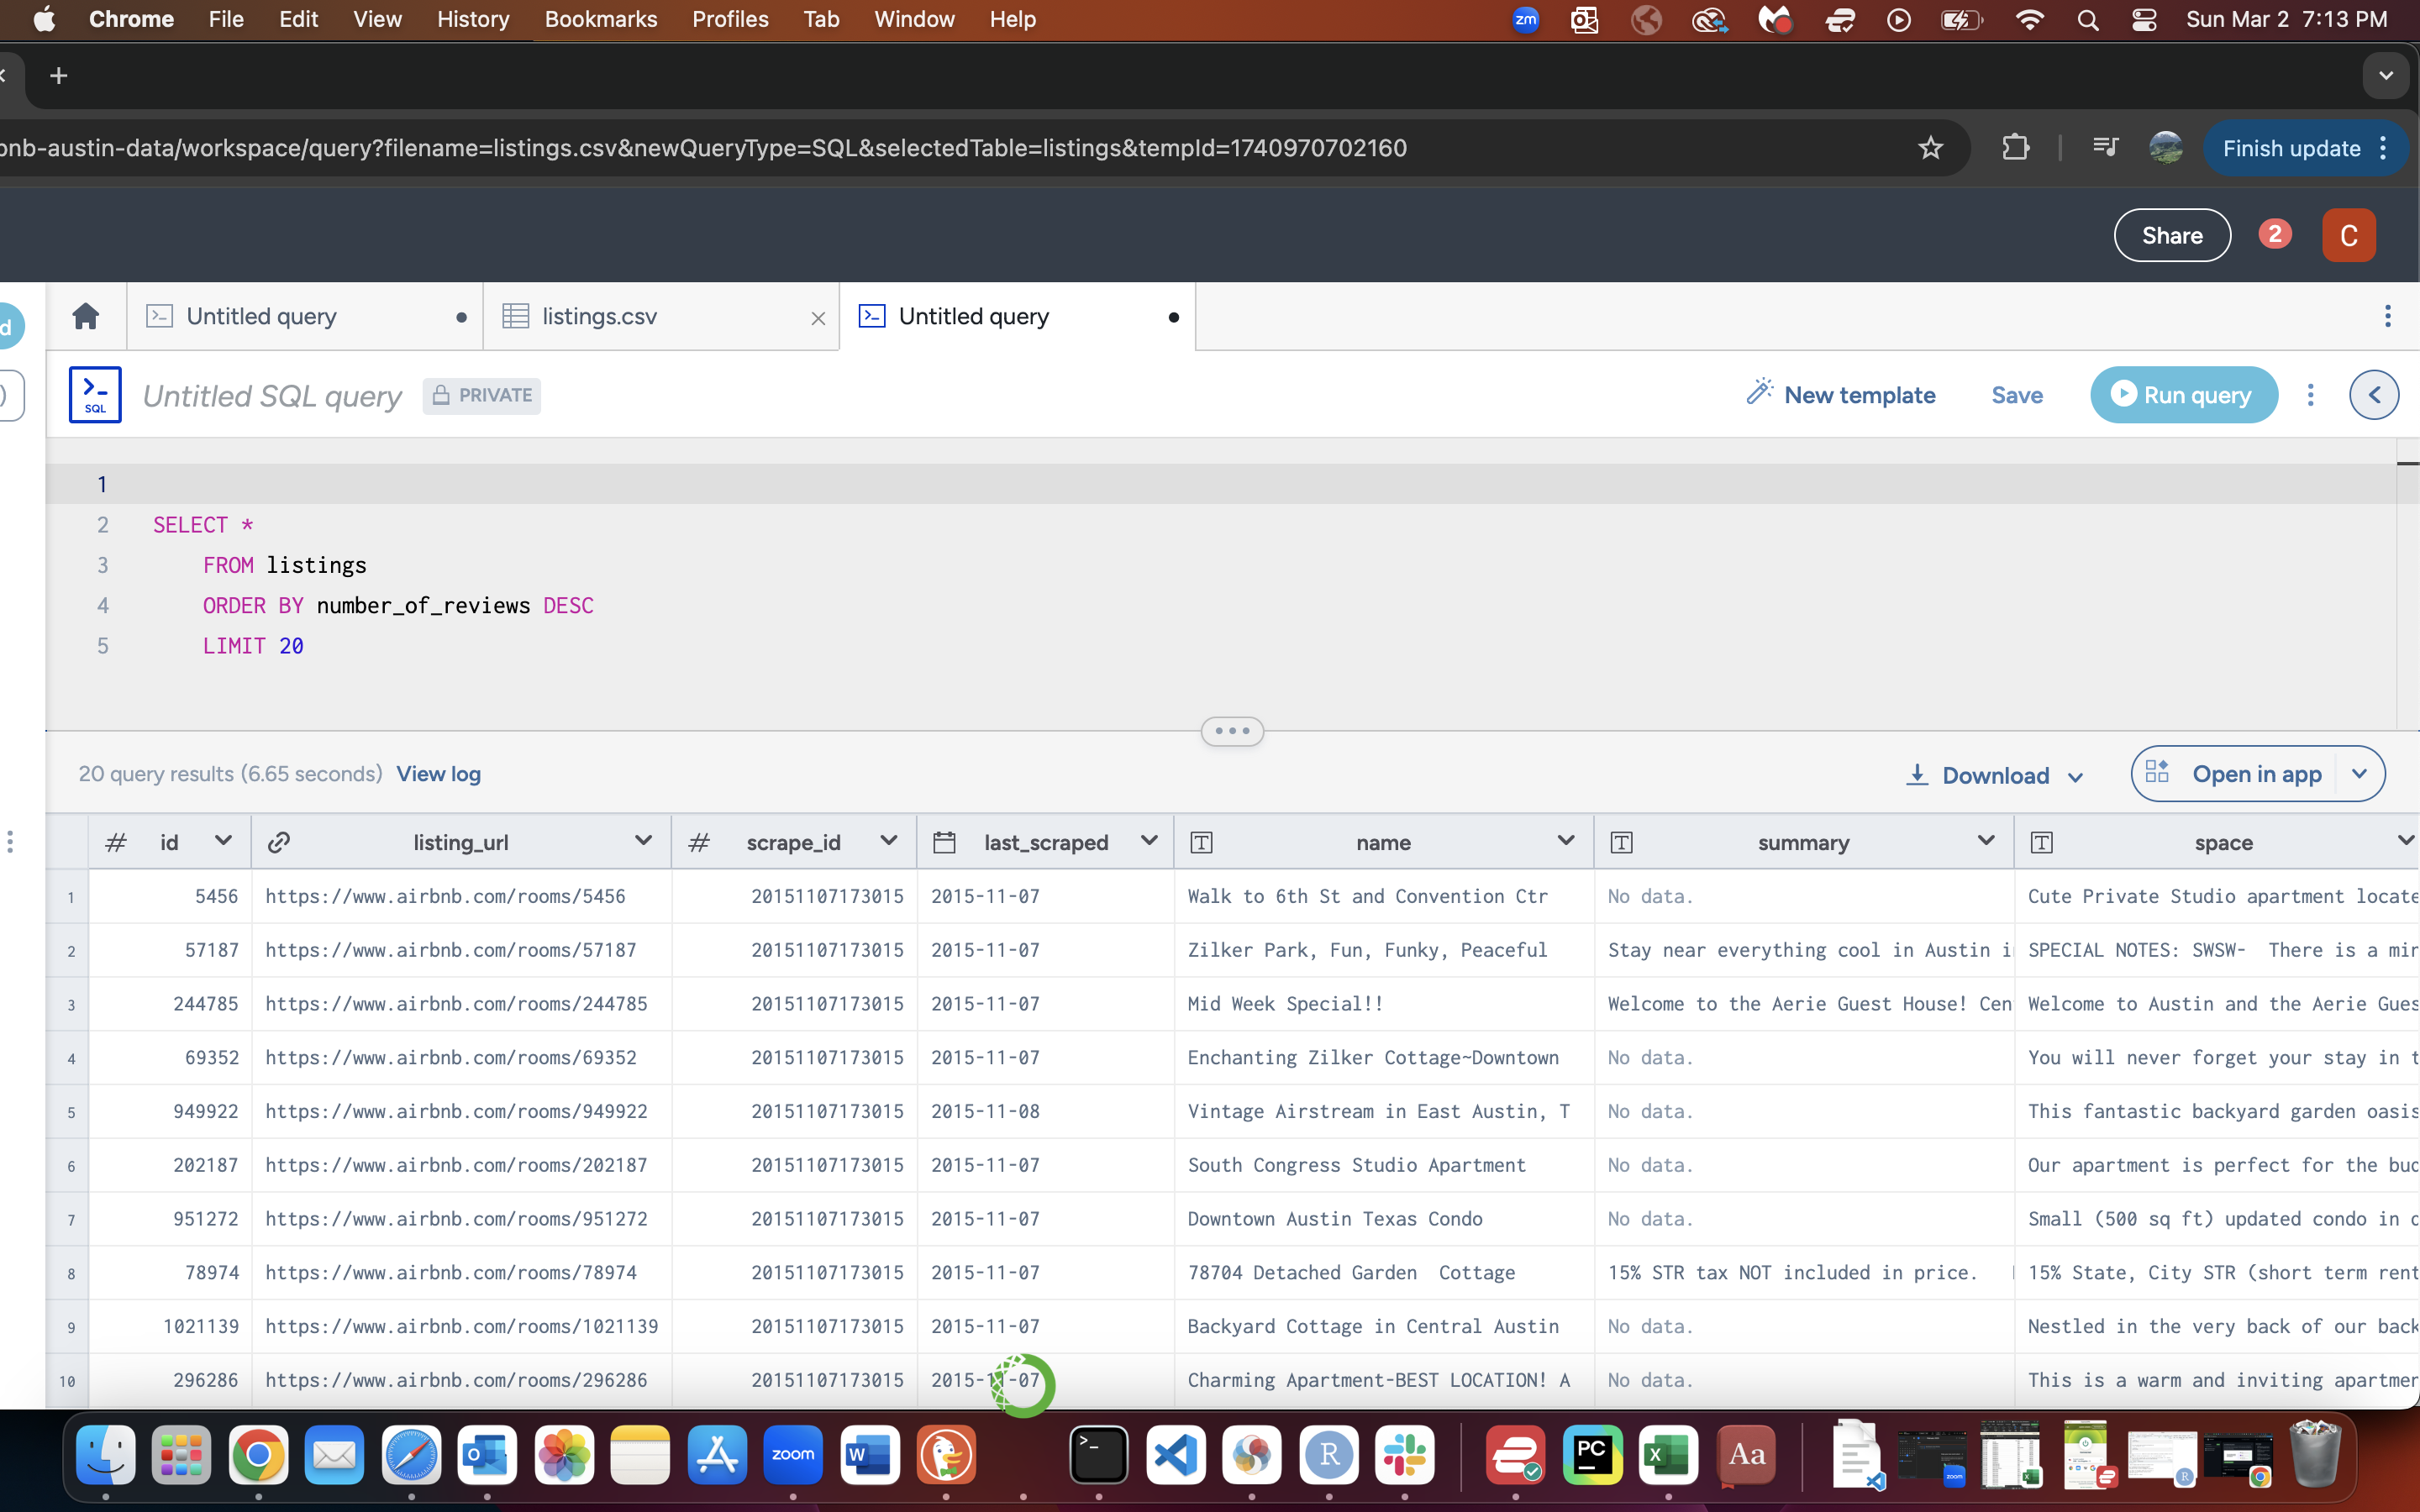 Chrome File Edit View History Bookmarks Profiles Tab Window Help zm Sun Mar 2 7:13 PM
bnb-austin-data/workspace/query?filename=listings.csv&newQueryType=SQL&selectedTable=listings&tempId=1740970702160 Finish update
Share 2 C
d Untitled query listings.csv Untitled query
SQL Untitled SQL query PRIVATE New template Save Run query
1
2 SELECT *
3 FROM listings
4 ORDER BY number_of_reviews DESC
5 LIMIT 20
20 query results (6.65 seconds) View log Download Open in app
# id listing_url # scrape_id last_scraped T name T summary T space
1 5456 https://www.airbnb.com/rooms/5456 20151107173015 2015-11-07 Walk to 6th St and Convention Ctr No data. Cute Private Studio apartment locate
2 57187 https://www.airbnb.com/rooms/57187 20151107173015 2015-11-07 Zilker Park, Fun, Funky, Peaceful Stay near everything cool in Austin i SPECIAL NOTES: SWSW- There is a mir
3 244785 https://www.airbnb.com/rooms/244785 20151107173015 2015-11-07 Mid Week Special!! Welcome to the Aerie Guest House! Cen Welcome to Austin and the Aerie Gues
4 69352 https://www.airbnb.com/rooms/69352 20151107173015 2015-11-07 Enchanting Zilker Cottage~Downtown No data. You will never forget your stay in t
5 949922 https://www.airbnb.com/rooms/949922 20151107173015 2015-11-08 Vintage Airstream in East Austin, T No data. This fantastic backyard garden oasis
6 202187 https://www.airbnb.com/rooms/202187 20151107173015 2015-11-07 South Congress Studio Apartment No data. Our apartment is perfect for the bud
7 951272 https://www.airbnb.com/rooms/951272 20151107173015 2015-11-07 Downtown Austin Texas Condo No data. Small (500 sq ft) updated condo in
8 78974 https://www.airbnb.com/rooms/78974 20151107173015 2015-11-07 78704 Detached Garden Cottage 15% STR tax NOT included in price. 15% State, City STR (short term rent
9 1021139 https://www.airbnb.com/rooms/1021139 20151107173015 2015-11-07 Backyard Cottage in Central Austin No data. Nestled in the very back of our back
10 296286 https://www.airbnb.com/rooms/296286 20151107173015 2015-11-07 Charming Apartment-BEST LOCATION! A No data. This is a warm and inviting apartmen
zoom W R PC X Aa